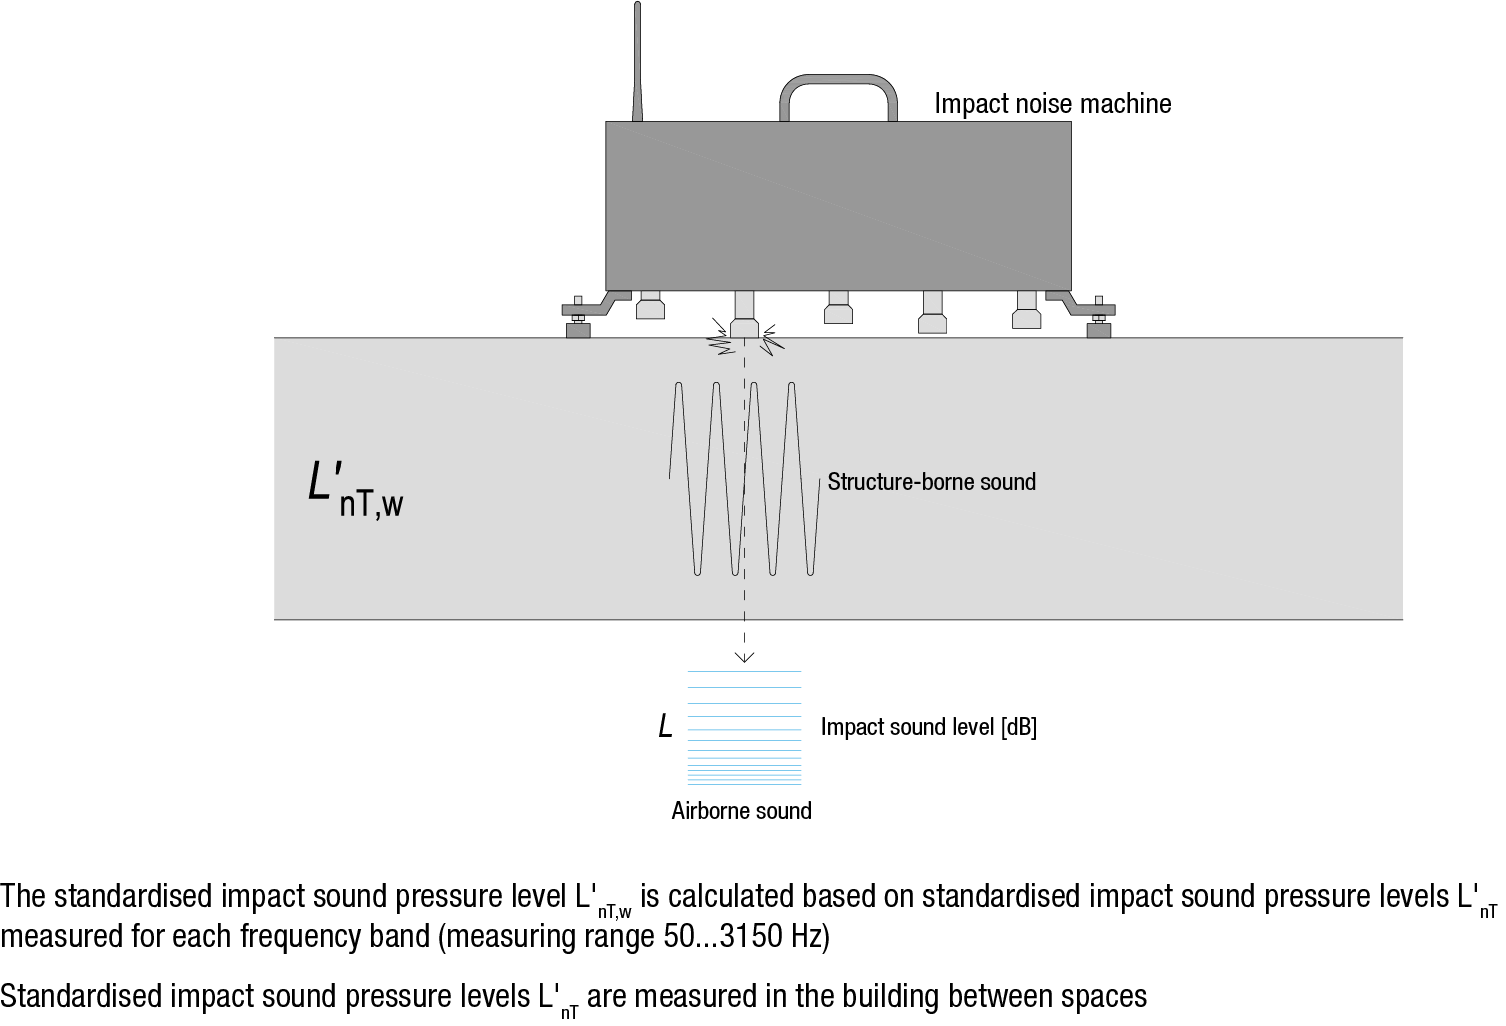 Impact noise machine
L'nT,w
Structure-borne sound
L
Impact sound level [dB]
Airborne sound
The standardised impact sound pressure level L'nT,w is calculated based on standardised impact sound pressure levels L'nT
measured for each frequency band (measuring range 50...3150 Hz)
Standardised impact sound pressure levels L'nT are measured in the building between spaces